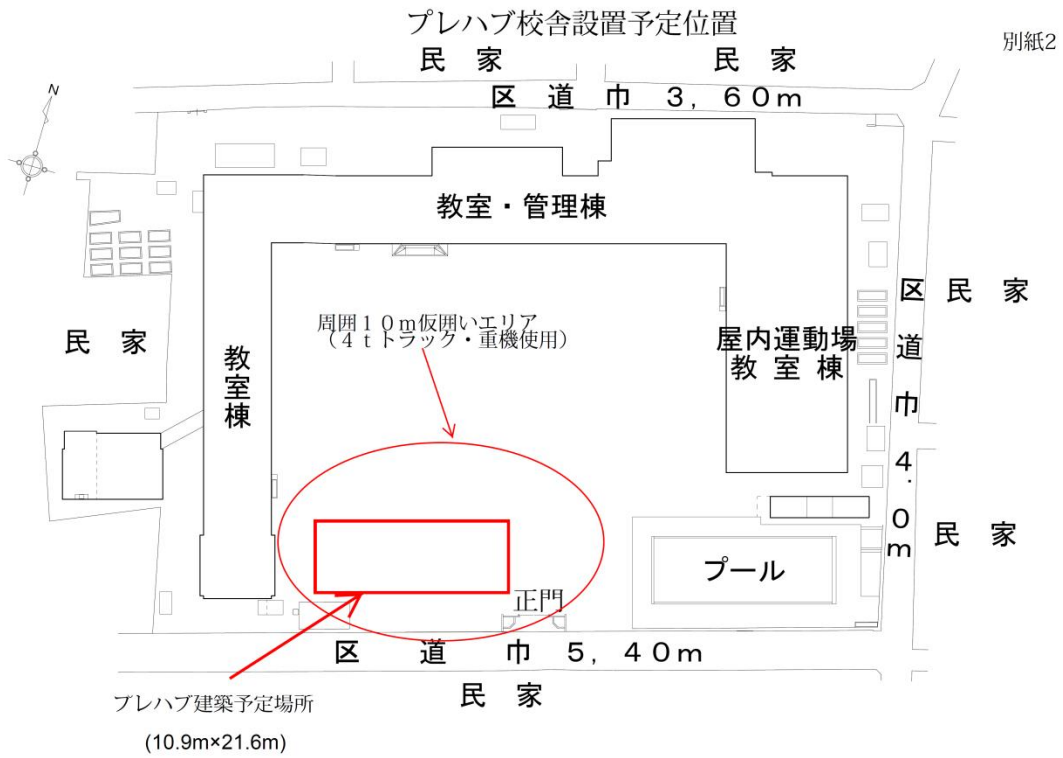 プレハブ校舎設置予定位置
別紙2
民 家
民 家
区 道 巾 3, 60m
N
教室・管理棟
周囲10m仮囲いエリア
(4tトラック・重機使用)
民 家
教室棟
屋内運動場
教 室 棟
区 道 巾 4. 0m
民 家
民 家
プール
正門
区 道 巾 5, 40m
民 家
プレハブ建築予定場所
(10.9m×21.6m)